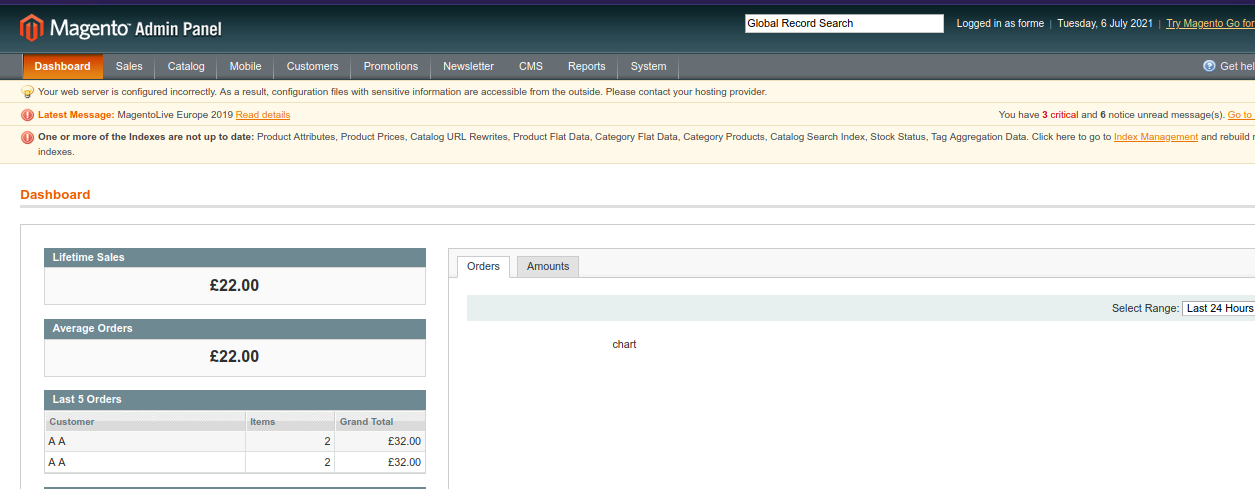 Magento™ Admin Panel
Global Record Search
Logged in as forme | Tuesday, 6 July 2021 | Try Magento Go for
Dashboard Sales Catalog Mobile Customers Promotions Newsletter CMS Reports System
Get hel
Your web server is configured incorrectly. As a result, configuration files with sensitive information are accessible from the outside. Please contact your hosting provider.
Latest Message: MagentoLive Europe 2019 Read details
You have 3 critical and 6 notice unread message(s). Go to
One or more of the Indexes are not up to date: Product Attributes, Product Prices, Catalog URL Rewrites, Product Flat Data, Category Flat Data, Category Products, Catalog Search Index, Stock Status, Tag Aggregation Data. Click here to go to Index Management and rebuild r
indexes.
Dashboard
Lifetime Sales
£22.00
Average Orders
£22.00
Last 5 Orders
Customer Items Grand Total
A A 2 £32.00
A A 2 £32.00
Orders Amounts
Select Range: Last 24 Hours
chart